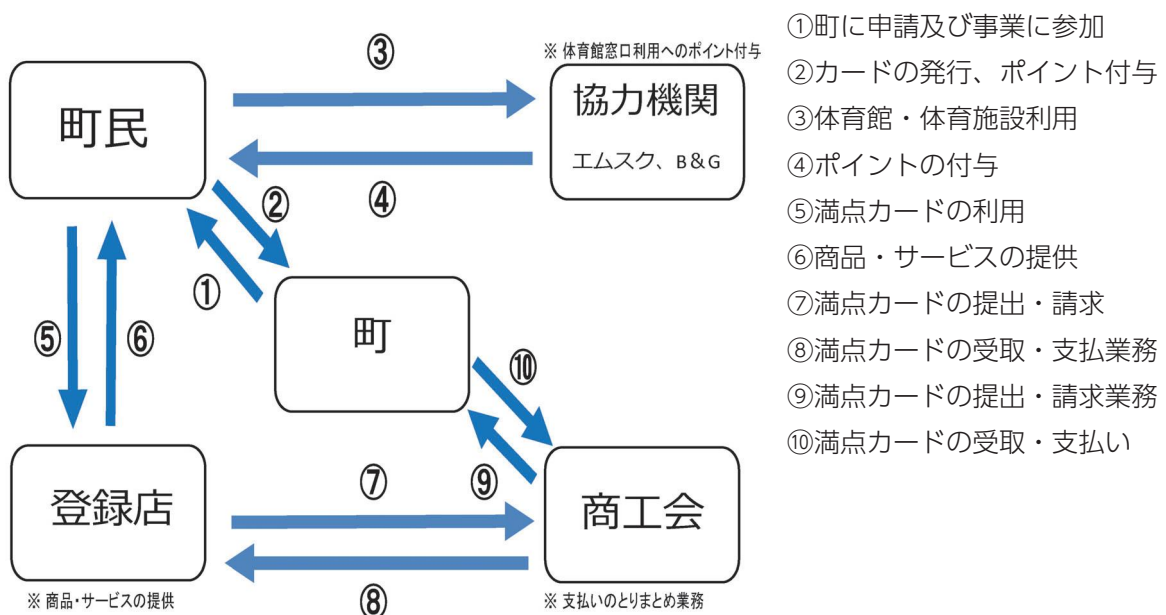 ※ 体育館窓口利用へのポイント付与
③
町民
協力機関
エムスク、B&G
④
②
①
町
⑤
⑥
⑩
登録店
⑦
⑨
商工会
⑧
※ 商品・サービスの提供
※ 支払いのとりまとめ業務
①町に申請及び事業に参加
②カードの発行、ポイント付与
③体育館・体育施設利用
④ポイントの付与
⑤満点カードの利用
⑥商品・サービスの提供
⑦満点カードの提出・請求
⑧満点カードの受取・支払業務
⑨満点カードの提出・請求業務
⑩満点カードの受取・支払い